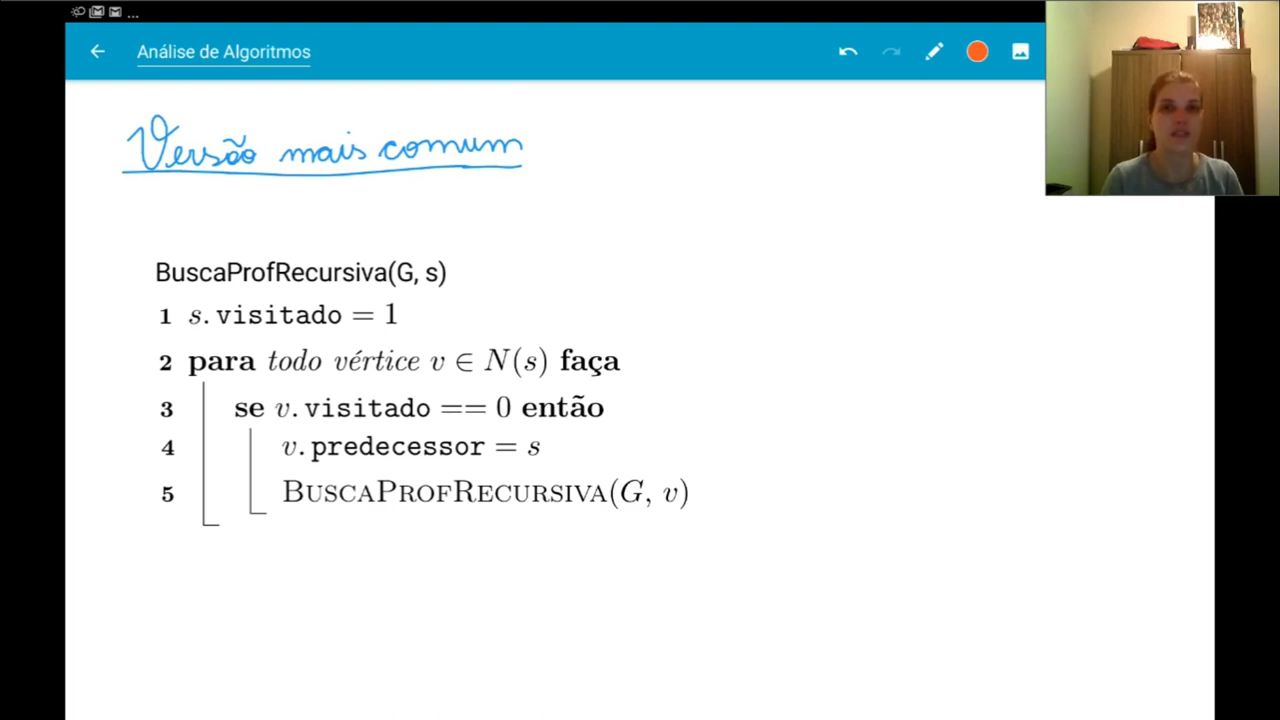 ...
Análise de Algoritmos
Versão mais comum
BuscaProfRecursiva(G, s)
1 s.visitado = 1
2 para todo vértice v ∈ N(s) faça
3 se v.visitado == 0 então
4 v.predecessor = s
5 BUSCAPROFRECURSIVA(G, v)